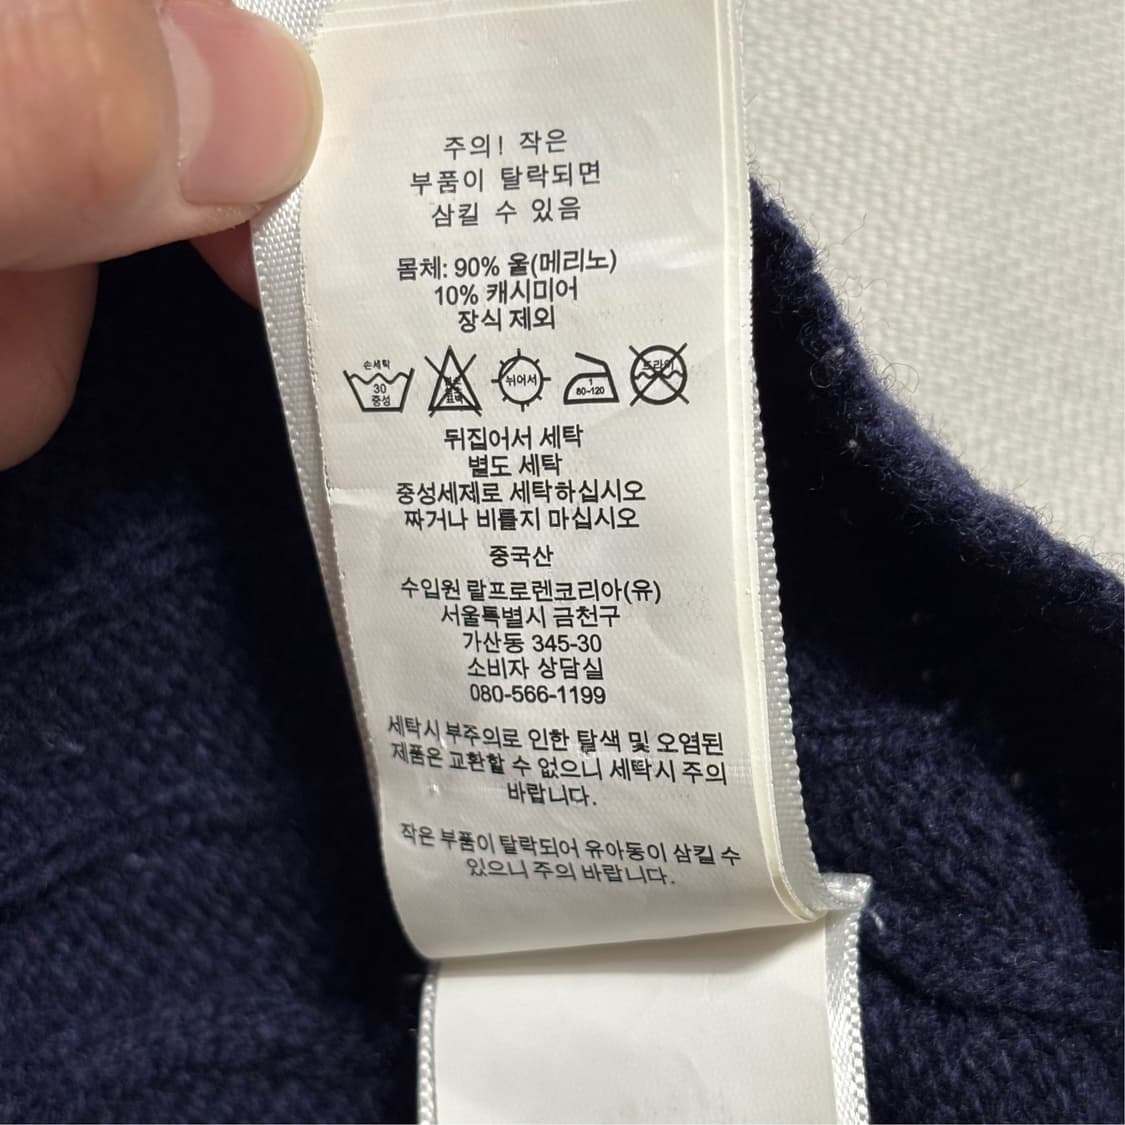 주의! 작은
부품이 탈락되면
삼킬 수 있음
몸체: 90% 울(메리노)
10% 캐시미어
장식 제외
손세탁
30
중성
뉘어서
1
80~120
드라이
뒤집어서 세탁
별도 세탁
중성세제로 세탁하십시오
짜거나 비틀지 마십시오
중국산
수입원 랄프로렌코리아(유)
서울특별시 금천구
가산동 345-30
소비자 상담실
080-566-1199
세탁시 부주의로 인한 탈색 및 오염된
제품은 교환할 수 없으니 세탁시 주의
바랍니다.
작은 부품이 탈락되어 유아동이 삼킬 수
있으니 주의 바랍니다.